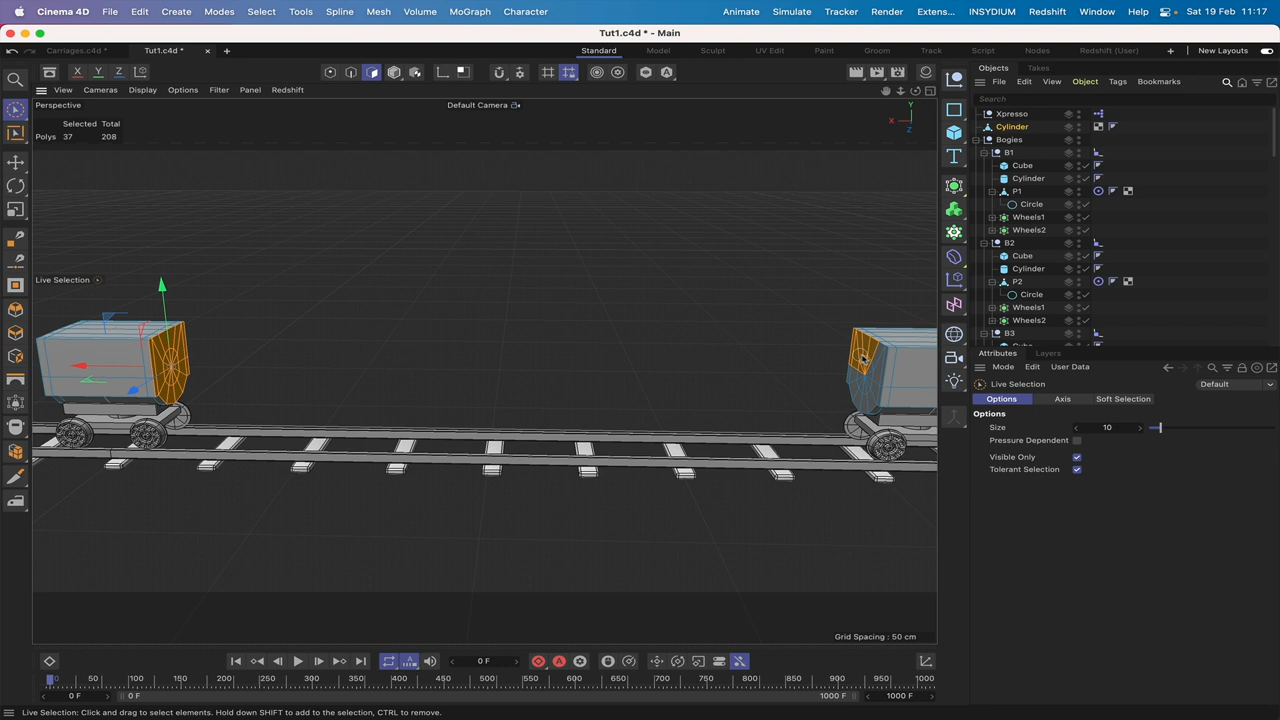 Cinema 4D File Edit Create Modes Select Tools Spline Mesh Volume MoGraph Character Animate Simulate Tracker Render Extens... INSYDIUM Redshift Window Help Sat 19 Feb 11:17
Tut1.c4d * - Main
Carriages.c4d * Tut1.c4d * Standard Model Sculpt UV Edit Paint Groom Track Script Nodes Redshift (User) New Layouts
X Y Z
View Cameras Display Options Filter Panel Redshift
Perspective
Default Camera
Y
X
Z
Selected Total
Polys 37 208
Live Selection
Grid Spacing : 50 cm
0 F
0 50 100 150 200 250 300 350 400 450 500 550 600 650 700 750 800 850 900 950 1000
0 F 0 F 1000 F 1000 F
Live Selection: Click and drag to select elements. Hold down SHIFT to add to the selection, CTRL to remove.
Objects Takes
File Edit View Object Tags Bookmarks
Search
Xpresso
Cylinder
Bogies
B1
Cube
Cylinder
P1
Circle
Wheels1
Wheels2
B2
Cube
Cylinder
P2
Circle
Wheels1
Wheels2
B3
Attributes Layers
Mode Edit User Data
Live Selection Default
Options Axis Soft Selection
Options
Size 10
Pressure Dependent
Visible Only
Tolerant Selection